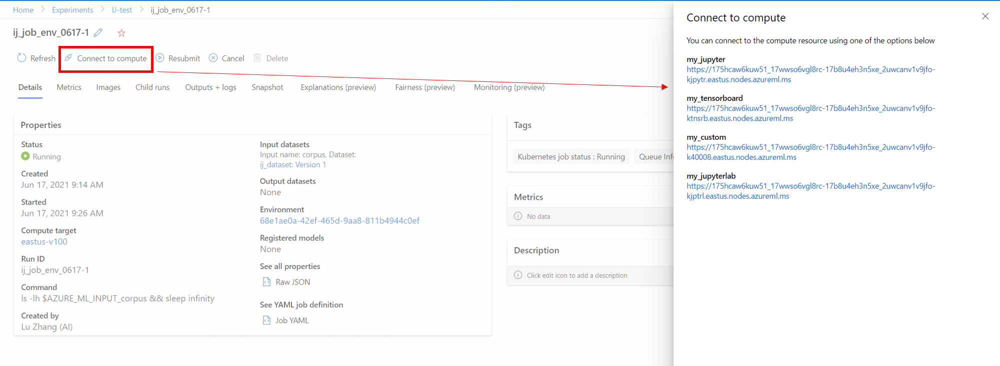 Home > Experiments > IJ-test > ij_job_env_0617-1
ij_job_env_0617-1
Refresh Connect to compute Resubmit Cancel Delete
Details Metrics Images Child runs Outputs + logs Snapshot Explanations (preview) Fairness (preview) Monitoring (preview)
Properties
Status
Running
Created
Jun 17, 2021 9:14 AM
Started
Jun 17, 2021 9:26 AM
Compute target
eastus-v100
Run ID
ij_job_env_0617-1
Command
ls -lh $AZURE_ML_INPUT_corpus && sleep infinity
Created by
Lu Zhang (AI)
Input datasets
Input name: corpus, Dataset:
ij_dataset: Version 1
Output datasets
None
Environment
68e1ae0a-42ef-465d-9aa8-811b4944c0ef
Registered models
None
See all properties
Raw JSON
See YAML job definition
Job YAML
Tags
Kubernetes job status : Running Queue Inf
Metrics
No data
Description
Click edit icon to add a description
Connect to compute
You can connect to the compute resource using one of the options below
my_jupyter
https://175hcaw6kuw51_17wwso6vgl8rc-17b8u4eh3n5xe_2uwcanv1v9jfo-
kjpytr.eastus.nodes.azureml.ms
my_tensorboard
https://175hcaw6kuw51_17wwso6vgl8rc-17b8u4eh3n5xe_2uwcanv1v9jfo-
ktnsrb.eastus.nodes.azureml.ms
my_custom
https://175hcaw6kuw51_17wwso6vgl8rc-17b8u4eh3n5xe_2uwcanv1v9jfo-
k40008.eastus.nodes.azureml.ms
my_jupyterlab
https://175hcaw6kuw51_17wwso6vgl8rc-17b8u4eh3n5xe_2uwcanv1v9jfo-
kjptrl.eastus.nodes.azureml.ms